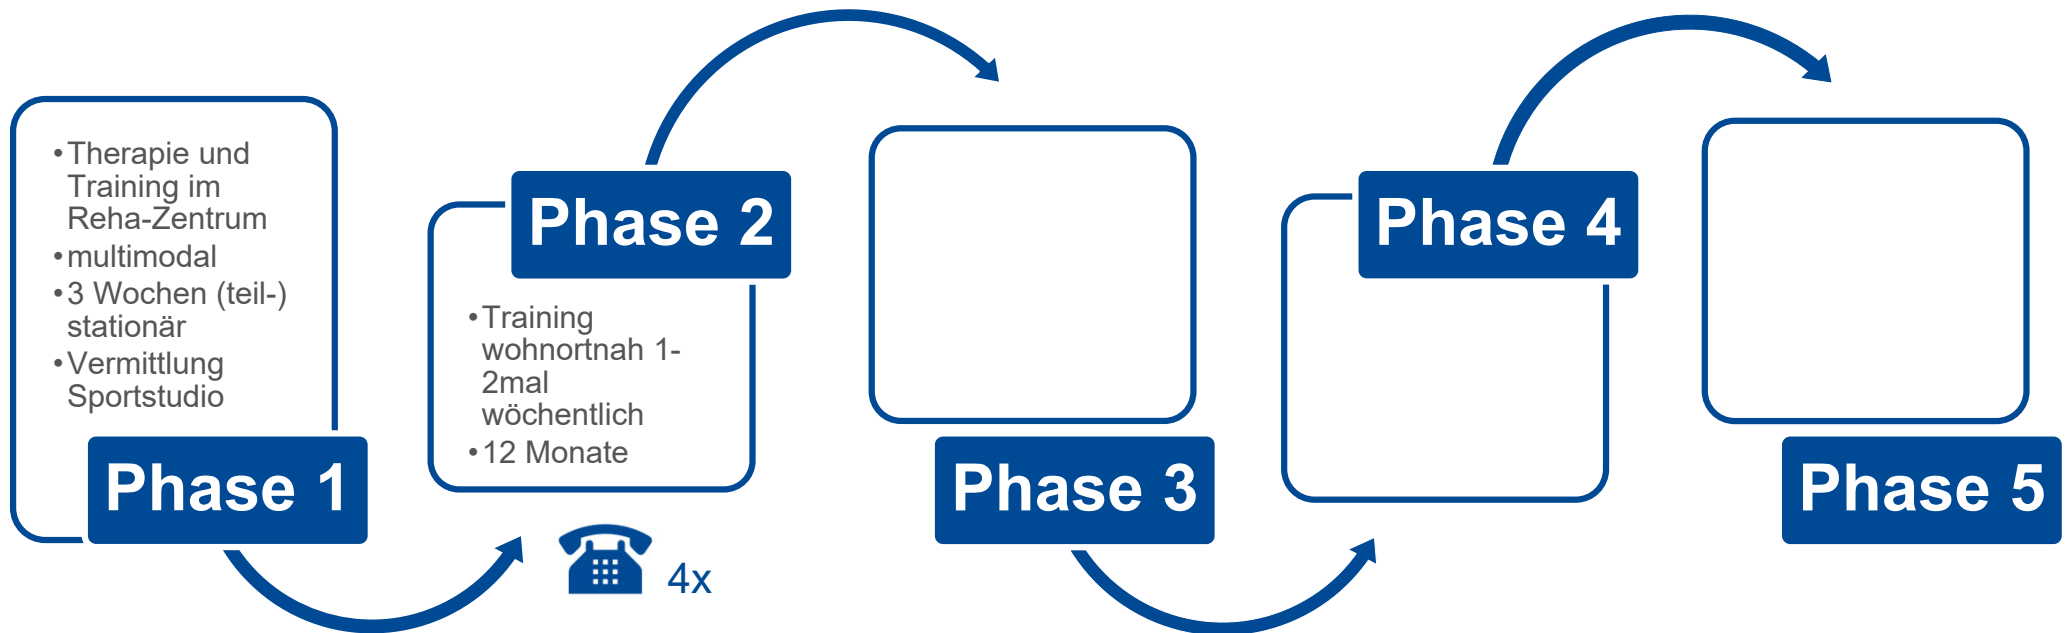 •Therapie und
Training im
Reha-Zentrum
•multimodal
•3 Wochen (teil-)
stationär
•Vermittlung
Sportstudio
Phase 1
Phase 2
•Training
wohnortnah 1-
2mal
wöchentlich
•12 Monate
4x
Phase 3
Phase 4
Phase 5